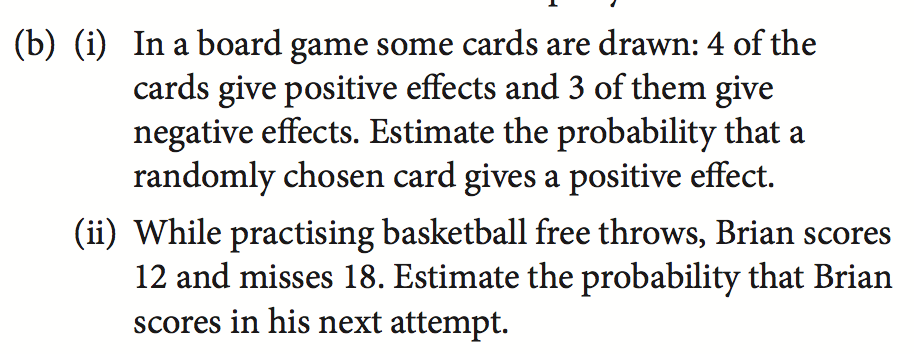 (b) (i) In a board game some cards are drawn: 4 of the
cards give positive effects and 3 of them give
negative effects. Estimate the probability that a
randomly chosen card gives a positive effect.
(ii) While practising basketball free throws, Brian scores
12 and misses 18. Estimate the probability that Brian
scores in his next attempt.